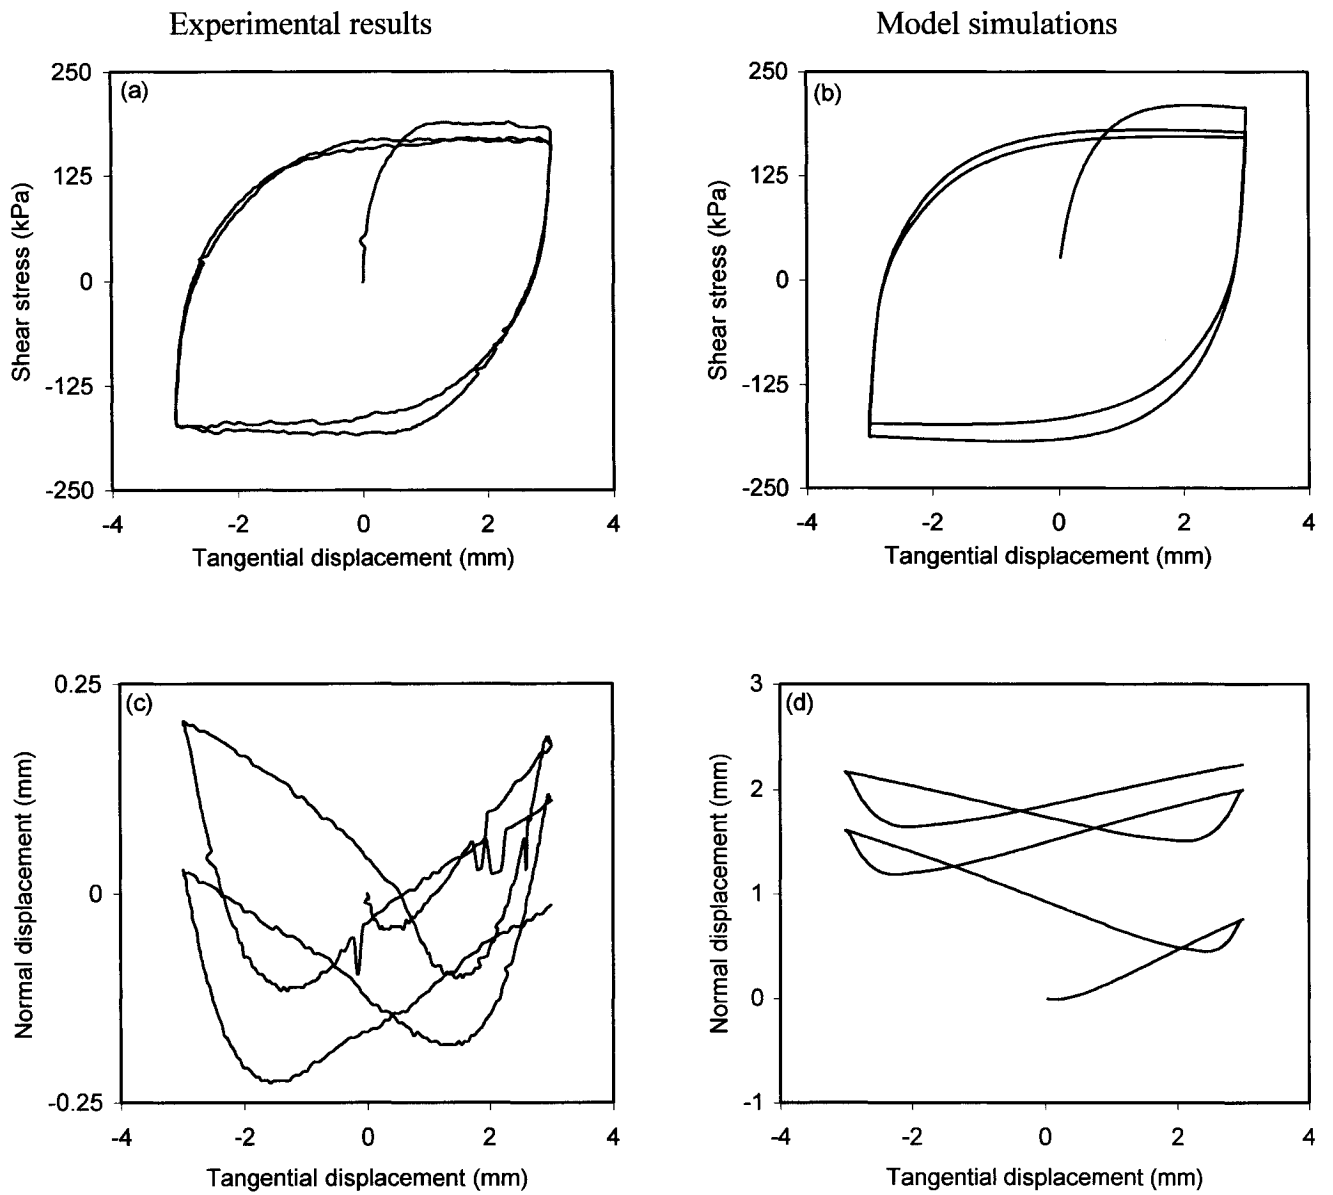 Experimental results
Model simulations
250
125
0
-125
-250
Shear stress (kPa)
(a)
-4
-2
0
2
4
Tangential displacement (mm)
250
125
0
-125
-250
Shear stress (kPa)
(b)
-4
-2
0
2
4
Tangential displacement (mm)
0.25
0
-0.25
Normal displacement (mm)
(c)
-4
-2
0
2
4
Tangential displacement (mm)
3
2
1
0
-1
Normal displacement (mm)
(d)
-4
-2
0
2
4
Tangential displacement (mm)